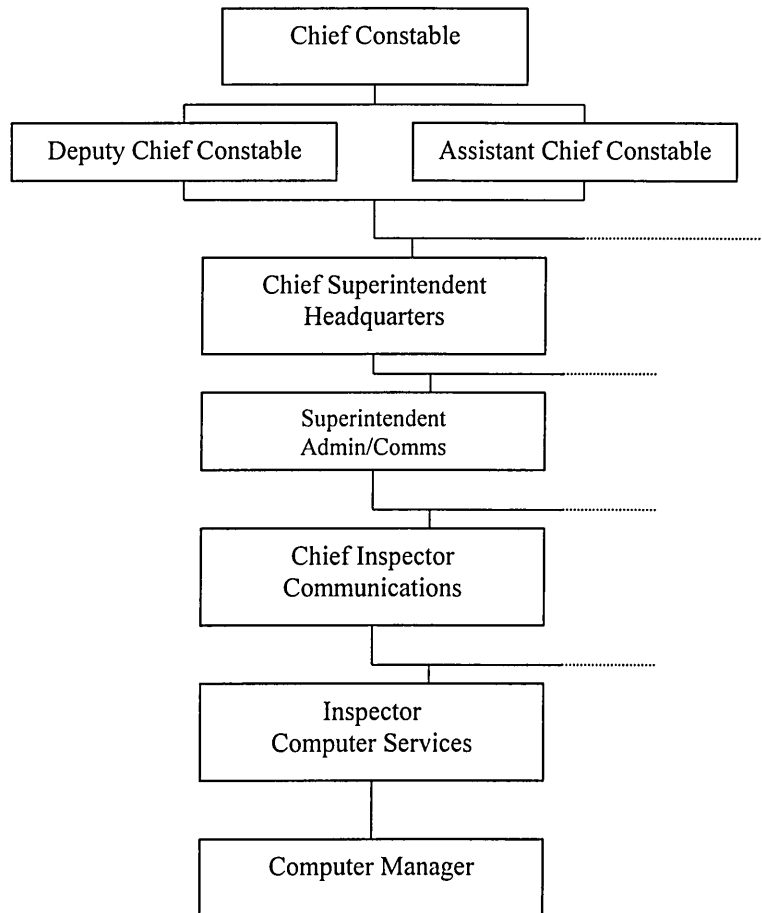 Chief Constable
Deputy Chief Constable
Assistant Chief Constable
Chief Superintendent
Headquarters
Superintendent
Admin/Comms
Chief Inspector
Communications
Inspector
Computer Services
Computer Manager